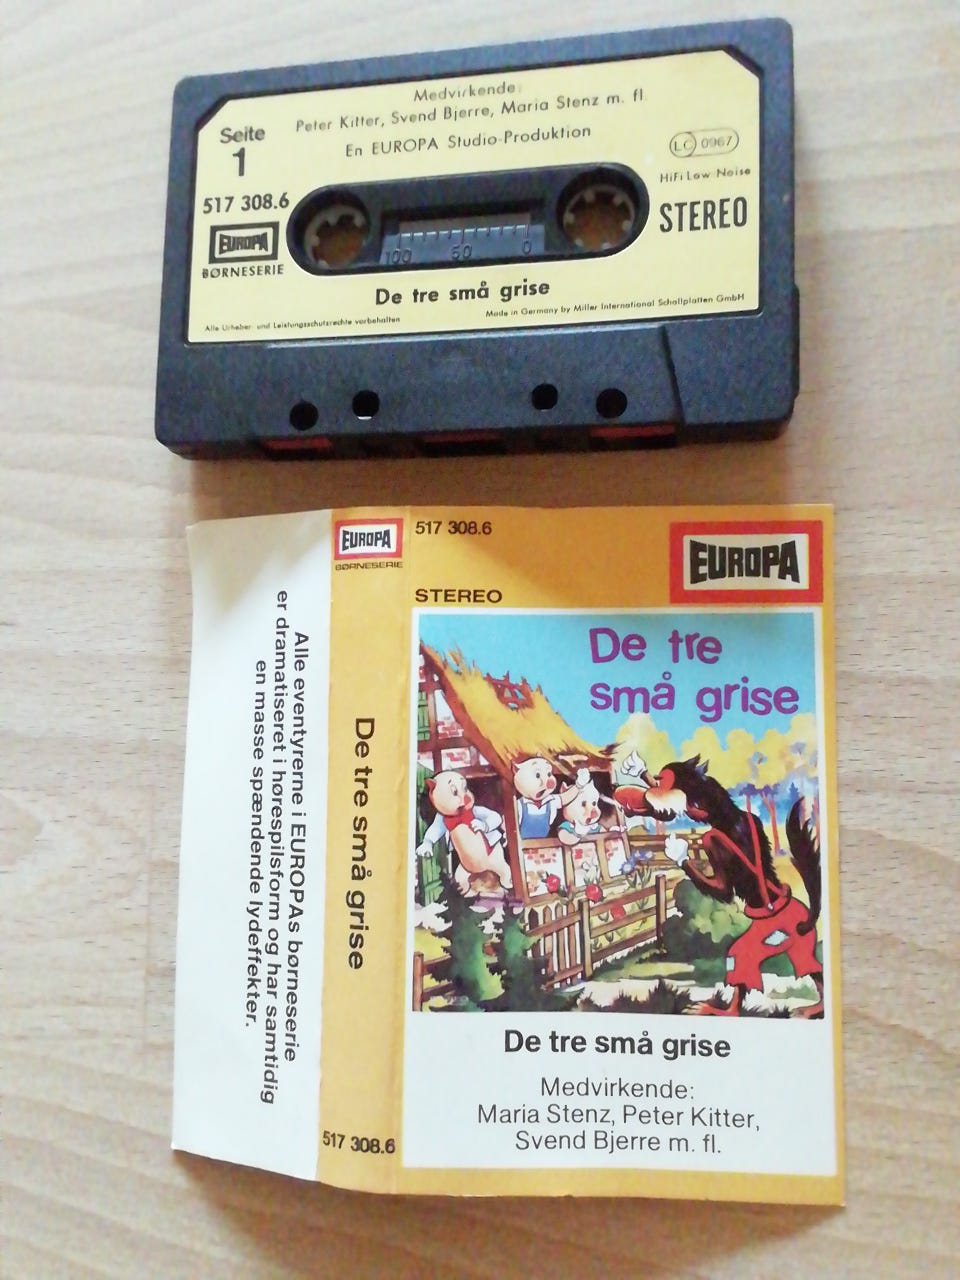 Medvirkende:
Peter Kitter, Svend Bjerre, Maria Stenz m. fl.
En EUROPA Studio-Produktion
Seite
1
517 308.6
EUROPA
BØRNESERIE
LC 0967
HiFi Low Noise
STEREO
100 50 0
De tre små grise
Alle Urheber- und Leistungsschutzrechte vorbehalten
Made in Germany by Miller International Schallplatten GmbH
Alle eventyrerne i EUROPAs børneserie
er dramatiseret i hørespilsform og har samtidig
en masse spændende lydeffekter.
EUROPA
BØRNESERIE
De tre små grise
517 308.6
517 308.6
STEREO
EUROPA
De tre
små grise
De tre små grise
Medvirkende:
Maria Stenz, Peter Kitter,
Svend Bjerre m. fl.